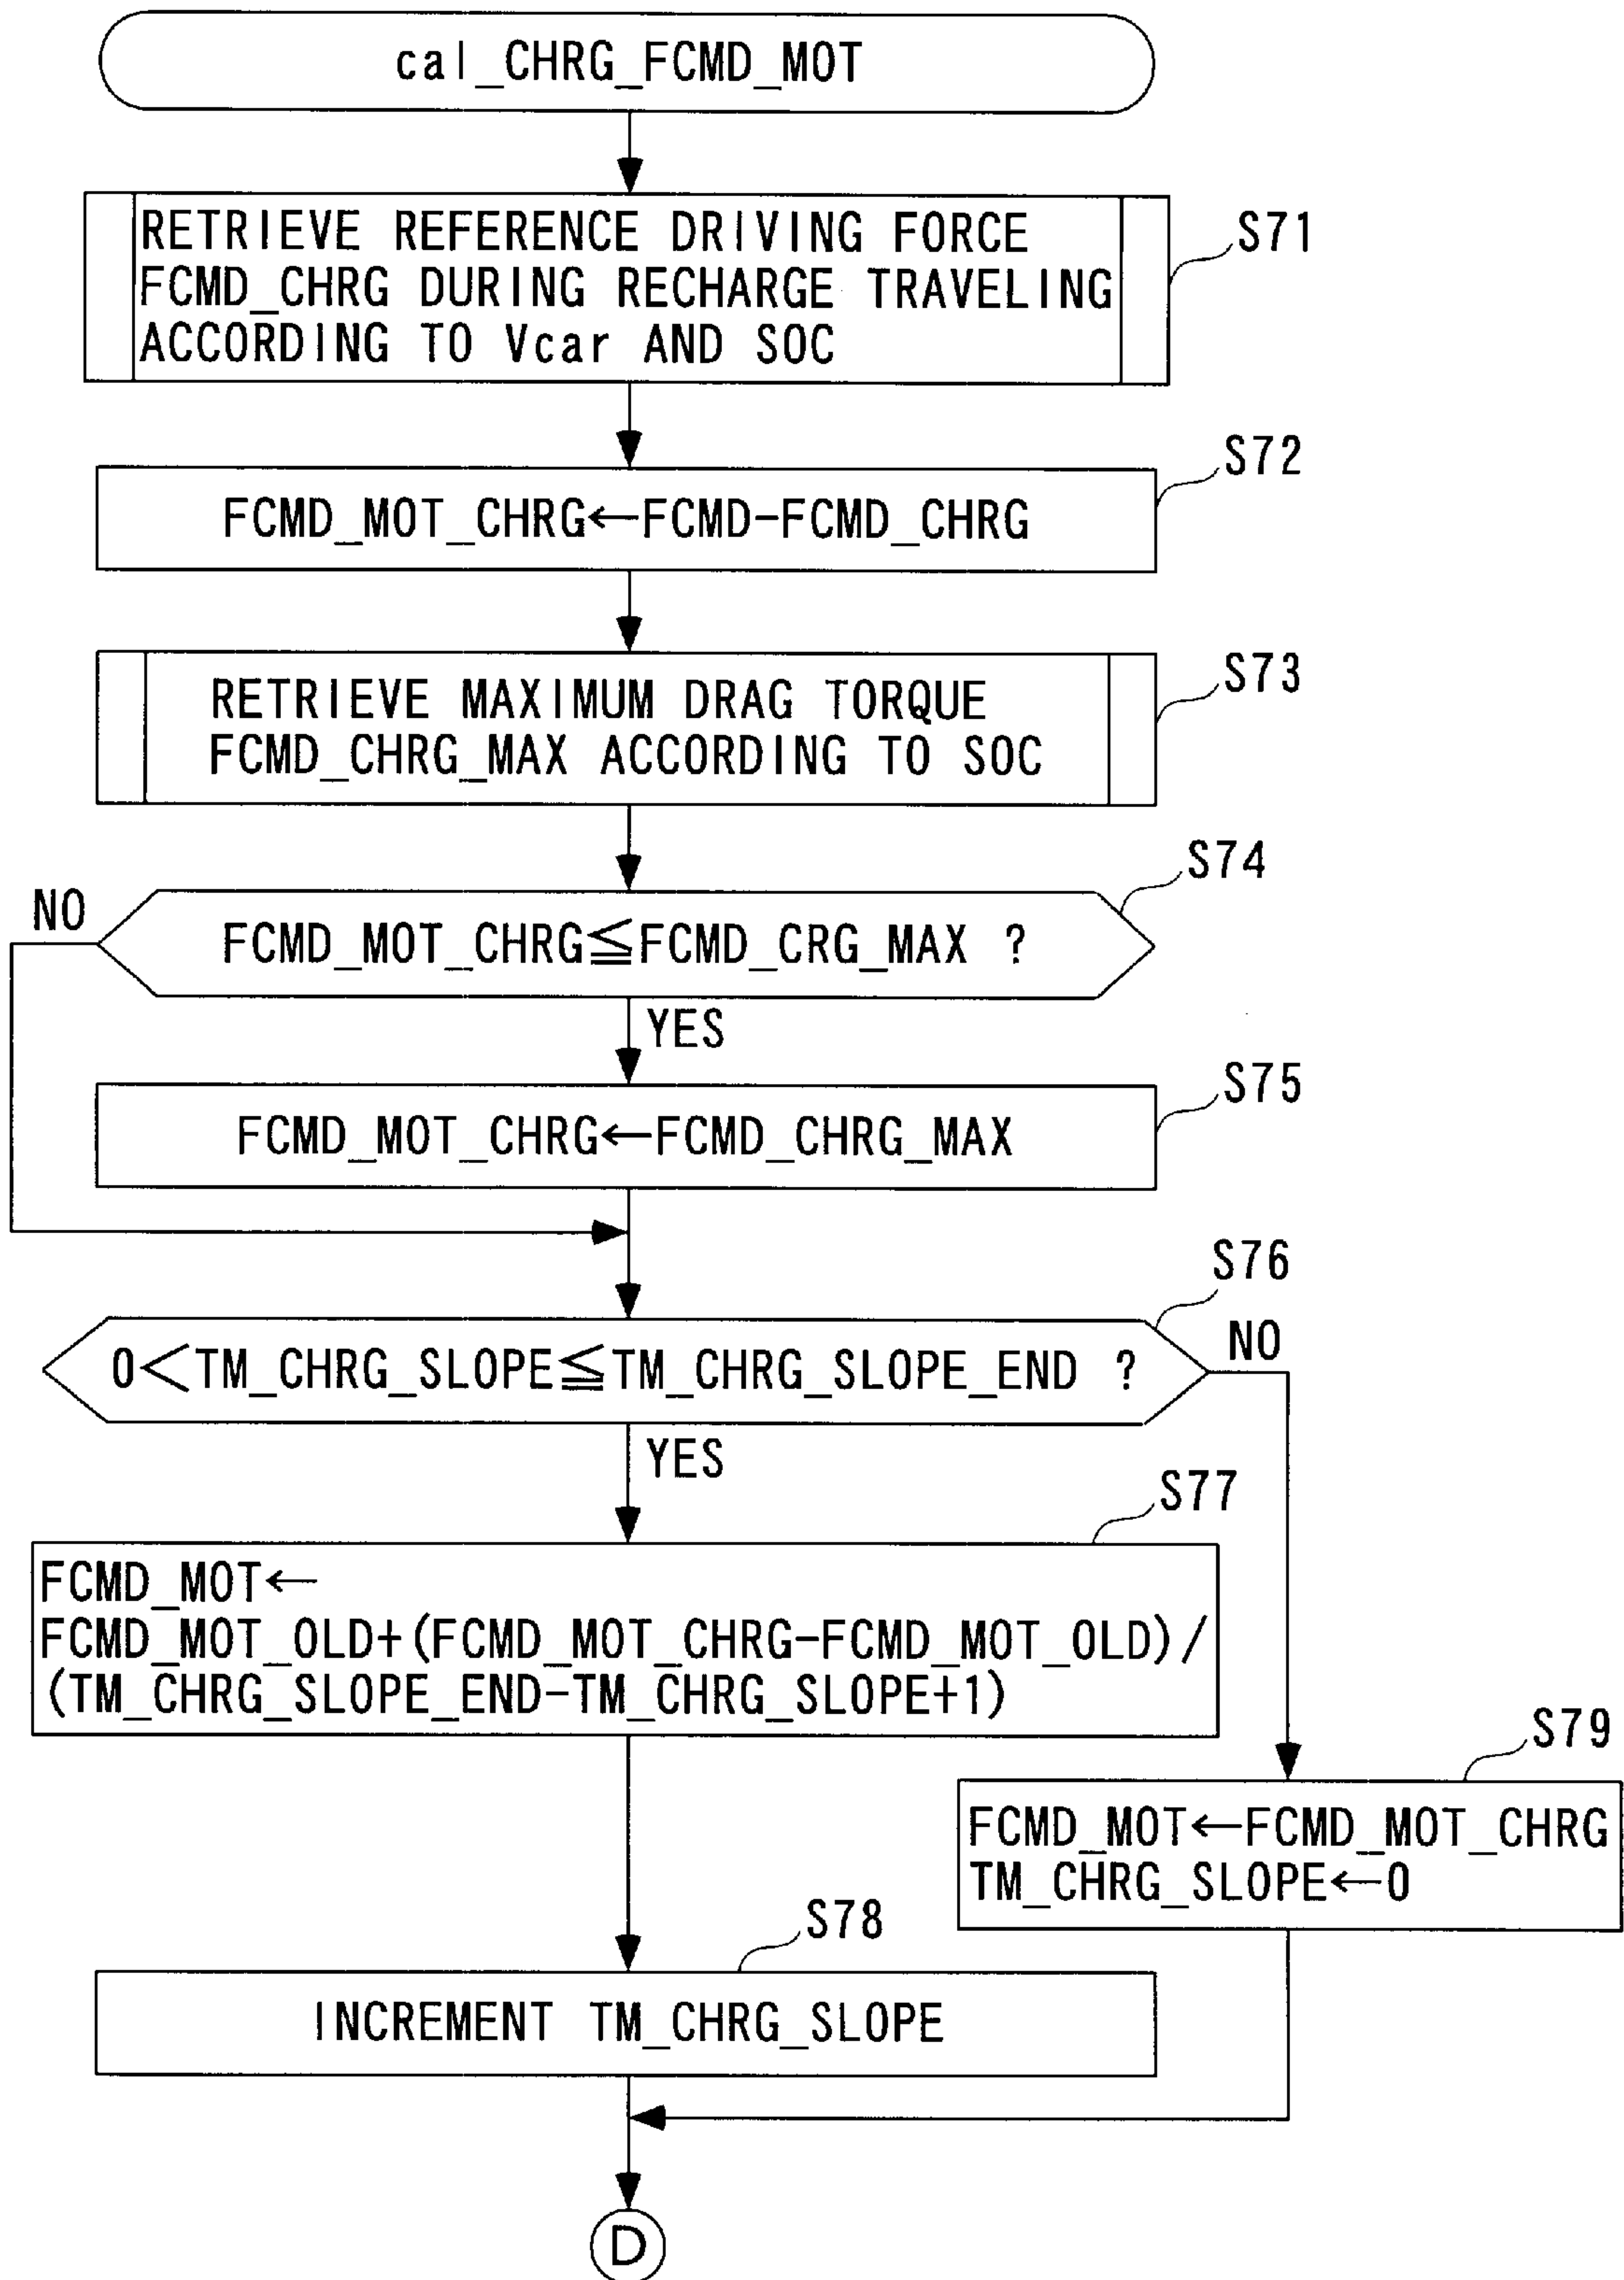 cal_CHRG_FCMD_MOT
RETRIEVE REFERENCE DRIVING FORCE
FCMD_CHRG DURING RECHARGE TRAVELING
ACCORDING TO Vcar AND SOC
S71
S72
FCMD_MOT_CHRG←FCMD-FCMD_CHRG
S73
RETRIEVE MAXIMUM DRAG TORQUE
FCMD_CHRG_MAX ACCORDING TO SOC
S74
NO
FCMD_MOT_CHRG≦FCMD_CRG_MAX ?
YES
S75
FCMD_MOT_CHRG←FCMD_CHRG_MAX
S76
0<TM_CHRG_SLOPE≦TM_CHRG_SLOPE_END ?
NO
YES
S77
FCMD_MOT←
FCMD_MOT_OLD+(FCMD_MOT_CHRG-FCMD_MOT_OLD)/
(TM_CHRG_SLOPE_END-TM_CHRG_SLOPE+1)
S79
FCMD_MOT←FCMD_MOT_CHRG
TM_CHRG_SLOPE←0
S78
INCREMENT TM_CHRG_SLOPE
D